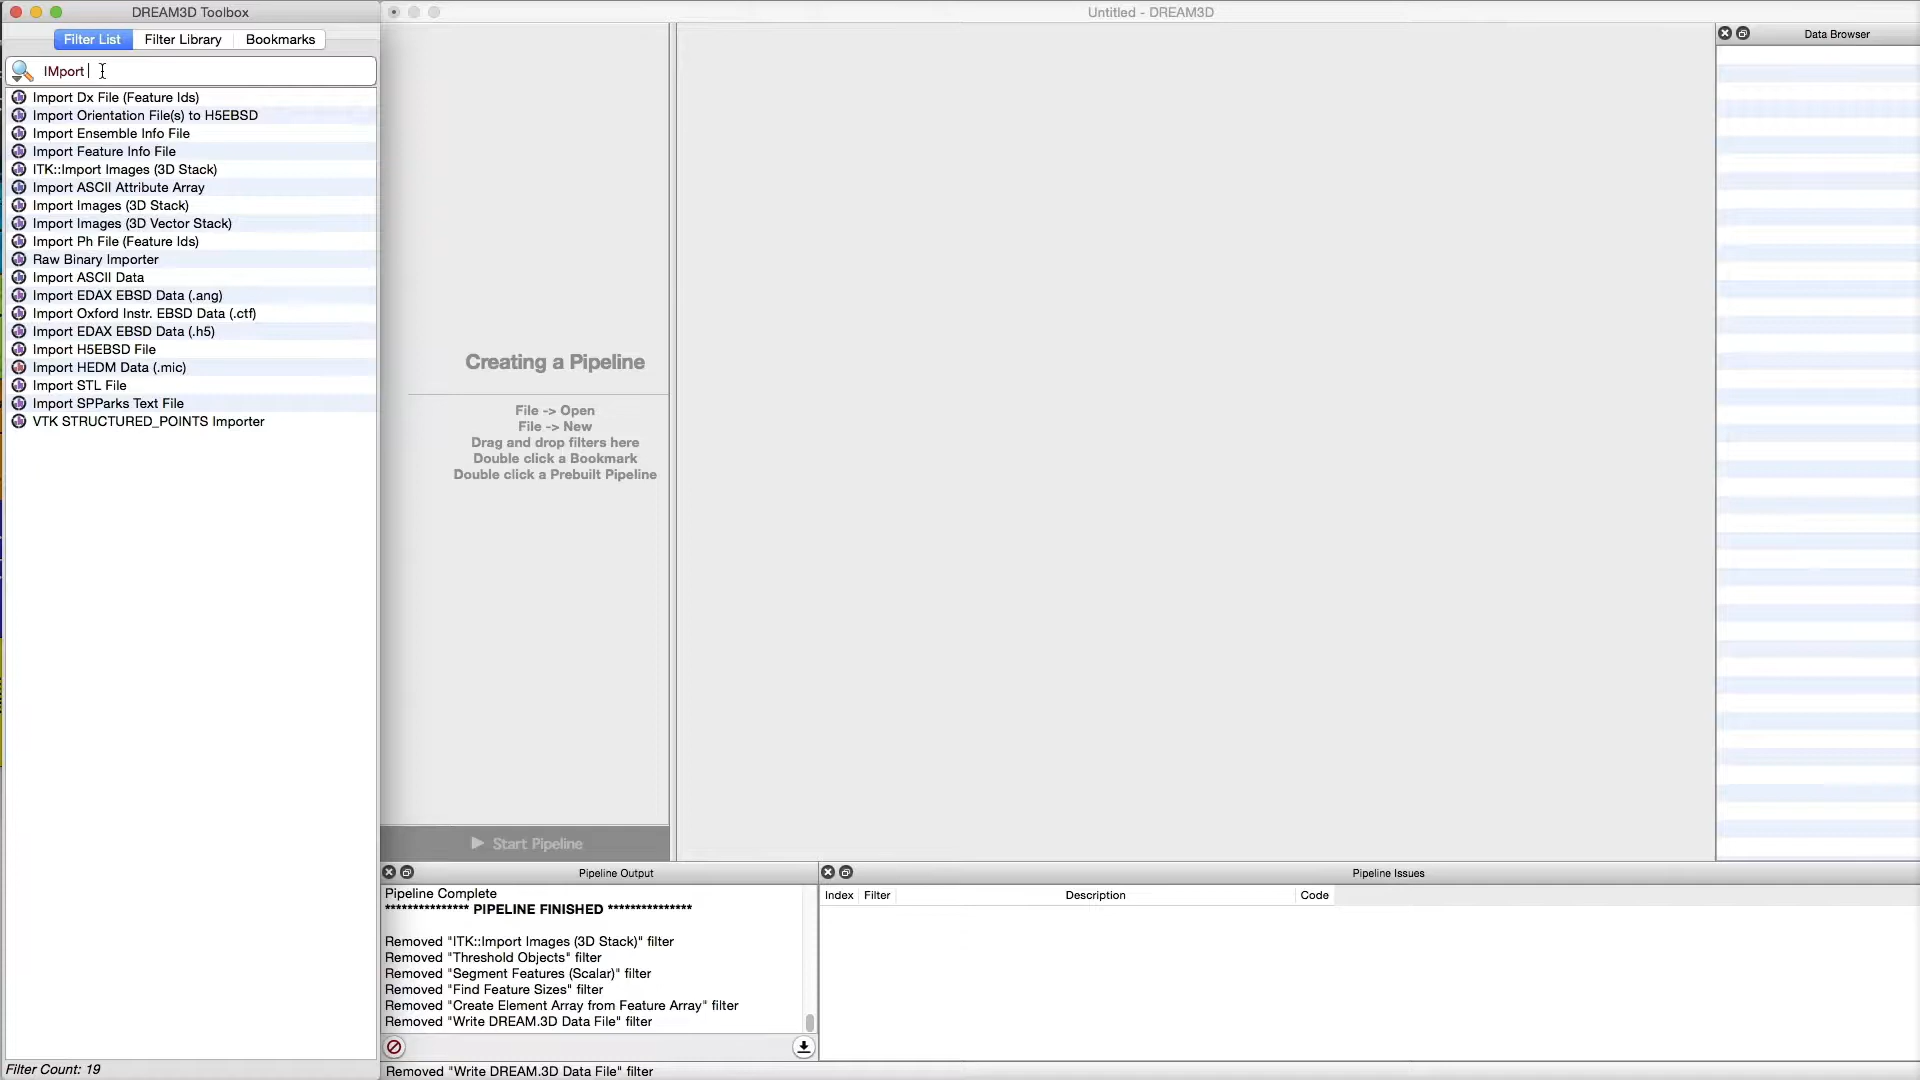 DREAM3D Toolbox
Untitled - DREAM3D
Filter List
Filter Library
Bookmarks
Data Browser
IMport
Import Dx File (Feature Ids)
Import Orientation File(s) to H5EBSD
Import Ensemble Info File
Import Feature Info File
ITK::Import Images (3D Stack)
Import ASCII Attribute Array
Import Images (3D Stack)
Import Images (3D Vector Stack)
Import Ph File (Feature Ids)
Raw Binary Importer
Import ASCII Data
Import EDAX EBSD Data (.ang)
Import Oxford Instr. EBSD Data (.ctf)
Import EDAX EBSD Data (.h5)
Import H5EBSD File
Import HEDM Data (.mic)
Import STL File
Import SPParks Text File
VTK STRUCTURED_POINTS Importer
Filter Count: 19
Creating a Pipeline
File -> Open
File -> New
Drag and drop filters here
Double click a Bookmark
Double click a Prebuilt Pipeline
Start Pipeline
Pipeline Output
Pipeline Complete
*************** PIPELINE FINISHED ***************
Removed "ITK::Import Images (3D Stack)" filter
Removed "Threshold Objects" filter
Removed "Segment Features (Scalar)" filter
Removed "Find Feature Sizes" filter
Removed "Create Element Array from Feature Array" filter
Removed "Write DREAM.3D Data File" filter
Removed "Write DREAM.3D Data File" filter
Pipeline Issues
Index
Filter
Description
Code